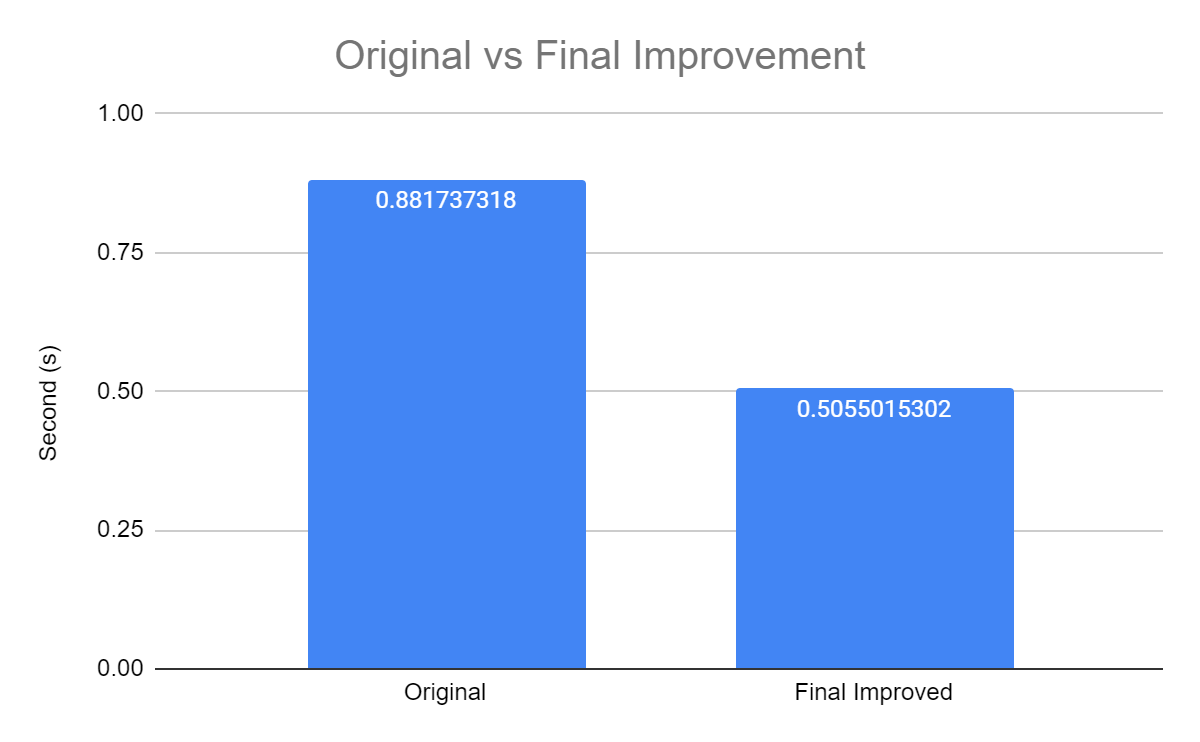 Original vs Final Improvement
1.00
0.881737318
0.75
Second (s)
0.50
0.5055015302
0.25
0.00
Original
Final Improved